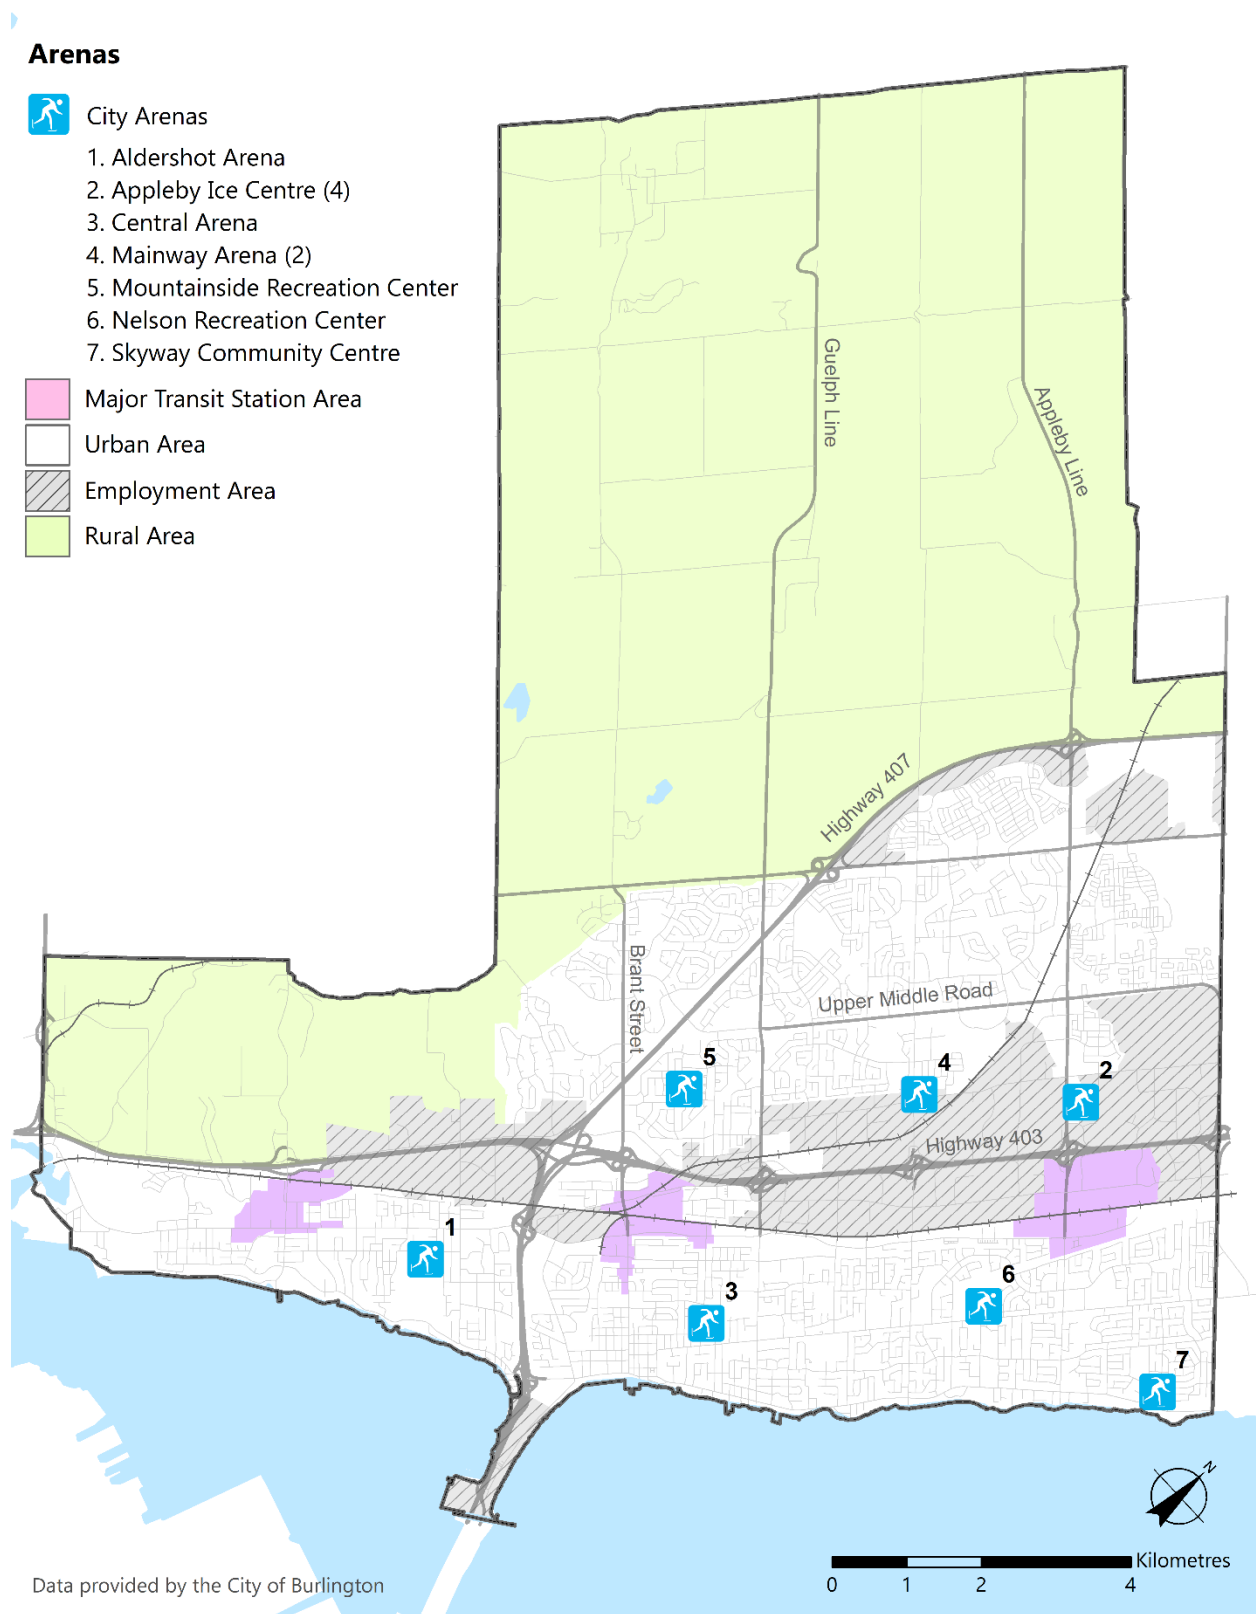 Arenas
City Arenas
1. Aldershot Arena
2. Appleby Ice Centre (4)
3. Central Arena
4. Mainway Arena (2)
5. Mountainside Recreation Center
6. Nelson Recreation Center
7. Skyway Community Centre
Major Transit Station Area
Urban Area
Employment Area
Rural Area
Guelph Line
Appleby Line
Highway 407
Brant Street
Upper Middle Road
5
4
2
Highway 403
1
6
3
7
N
Kilometres
0 1 2 4
Data provided by the City of Burlington